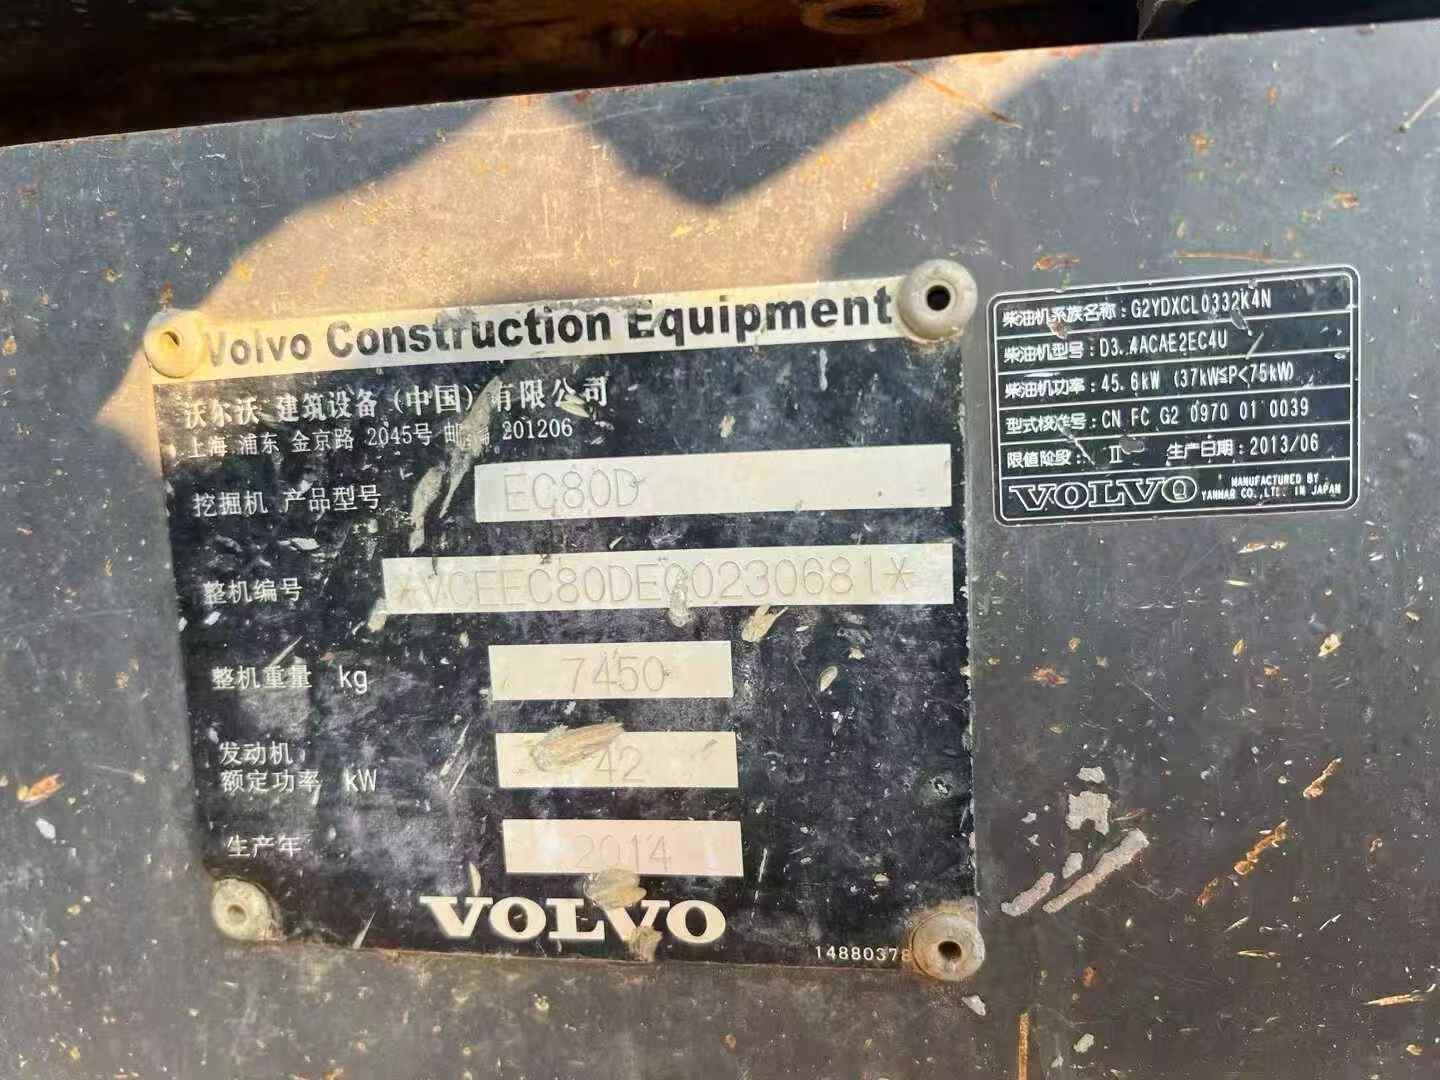 Volvo Construction Equipment
沃尔沃 建筑设备（中国）有限公司
上海 浦东 金京路 2045号 邮编 201206
挖掘机 产品型号 EC80D
整机编号 *VCEEC80DE00230681*
整机重量 kg 7450
发动机
额定功率 kW 42
生产年 2014
VOLVO
1488037
柴油机系族名称：G2YDXCL0332K4N
柴油机型号：D3.4ACAE2EC4U
柴油机功率：45.6kW (37kW≤P<75kW)
型式核准号：CN FC G2 0970 01 0039
限值阶段： Ⅱ 生产日期：2013/06
VOLVO MANUFACTURED BY
YANMAR CO.,LTD. IN JAPAN